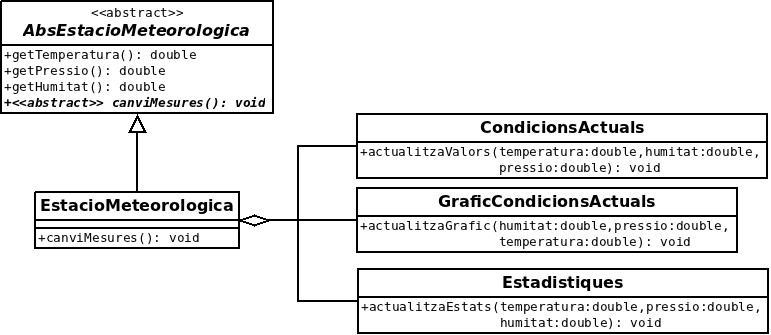 <<abstract>>
AbsEstacioMeteorologica
+getTemperatura(): double
+getPressio(): double
+getHumitat(): double
+<<abstract>> canviMesures(): void
EstacioMeteorologica
+canviMesures(): void
CondicionsActuals
+actualitzaValors(temperatura:double,humitat:double,
pressio:double): void
GraficCondicionsActuals
+actualitzaGrafic(humitat:double,pressio:double,
temperatura:double): void
Estadistiques
+actualitzaEstats(temperatura:double,pressio:double,
humitat:double): void